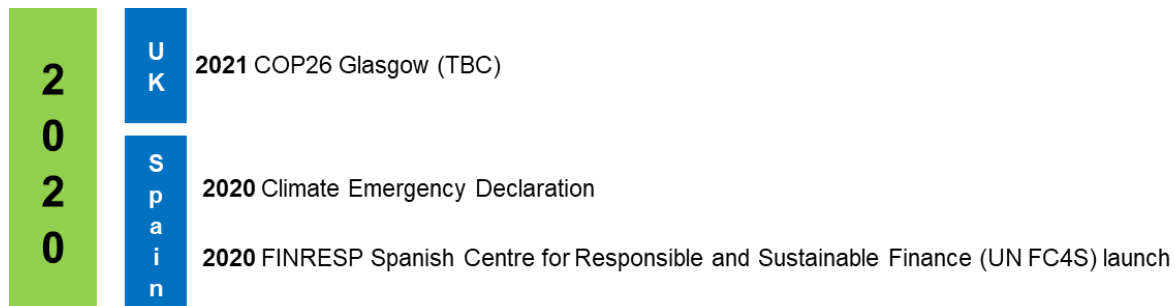 2020
UK
2021 COP26 Glasgow (TBC)
Spain
2020 Climate Emergency Declaration
2020 FINRESP Spanish Centre for Responsible and Sustainable Finance (UN FC4S) launch